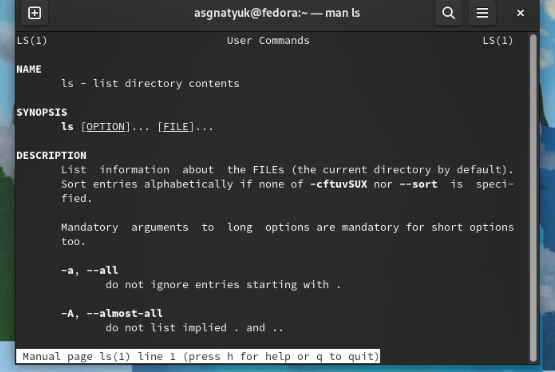 asgnatyuk@fedora:~ — man ls
LS(1) User Commands LS(1)
NAME
ls - list directory contents
SYNOPSIS
ls [OPTION]... [FILE]...
DESCRIPTION
List information about the FILEs (the current directory by default).
Sort entries alphabetically if none of -cftuvSUX nor --sort is speci-
fied.
Mandatory arguments to long options are mandatory for short options
too.
-a, --all
do not ignore entries starting with .
-A, --almost-all
do not list implied . and ..
Manual page ls(1) line 1 (press h for help or q to quit)